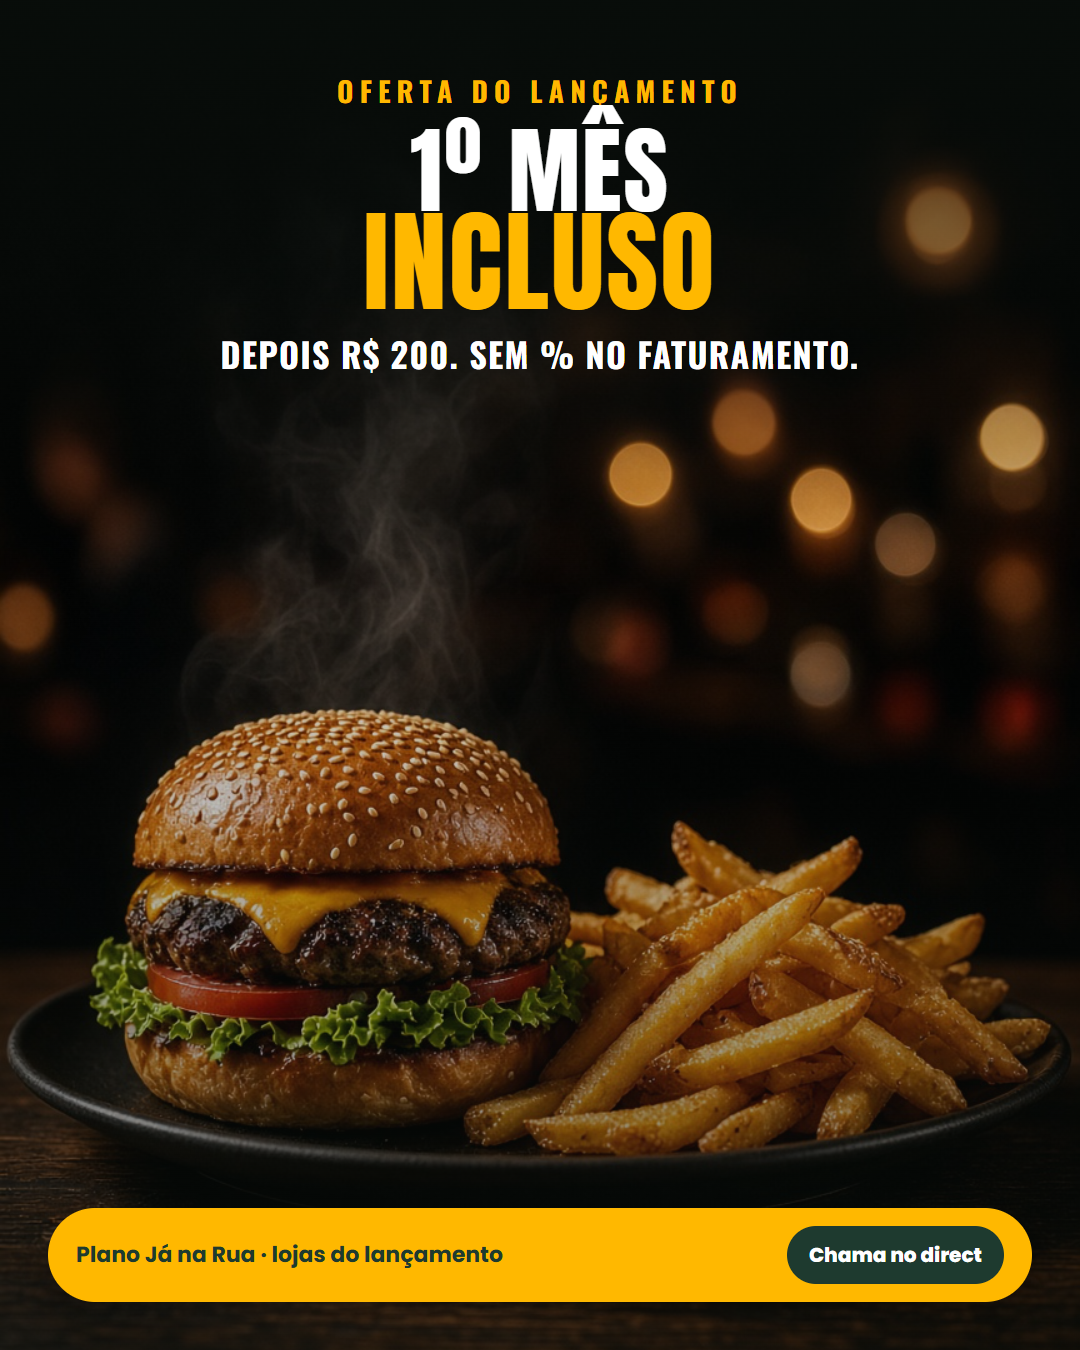 OFERTA DO LANÇAMENTO
1º MÊS
INCLUSO
DEPOIS R$ 200. SEM % NO FATURAMENTO.
Plano Já na Rua · lojas do lançamento
Chama no direct